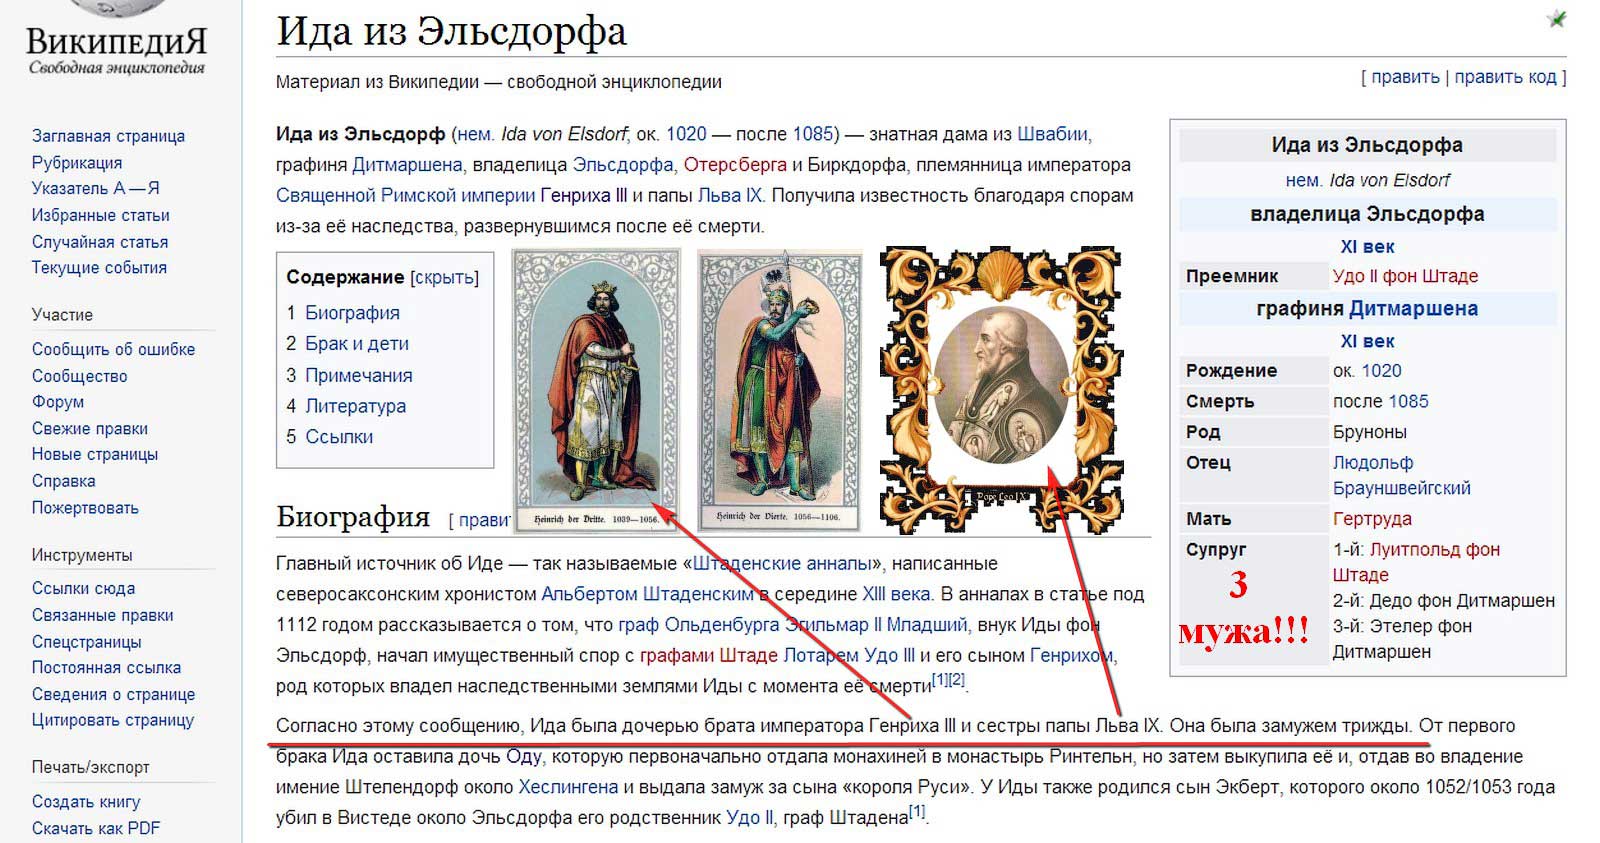 ВикипедиЯ
Свободная энциклопедия
Заглавная страница
Рубрикация
Указатель А — Я
Избранные статьи
Случайная статья
Текущие события
Участие
Сообщить об ошибке
Сообщество
Форум
Свежие правки
Новые страницы
Справка
Пожертвовать
Инструменты
Ссылки сюда
Связанные правки
Спецстраницы
Постоянная ссылка
Сведения о странице
Цитировать страницу
Печать/экспорт
Создать книгу
Скачать как PDF
Ида из Эльсдорфа
Материал из Википедии — свободной энциклопедии
[ править | править код ]
Ида из Эльсдорф (нем. Ida von Elsdorf; ок. 1020 — после 1085) — знатная дама из Швабии,
графиня Дитмаршена, владелица Эльсдорфа, Отерсберга и Биркдорфа, племянница императора
Священной Римской империи Генриха III и папы Льва IX. Получила известность благодаря спорам
из-за её наследства, развернувшимся после её смерти.
Содержание [скрыть]
1 Биография
2 Брак и дети
3 Примечания
4 Литература
5 Ссылки
Heinrich der Dritte. 1039—1056.
Heinrich der Vierte. 1056—1106.
Pope Leo IX
Биография [ прави
Главный источник об Иде — так называемые «Штаденские анналы», написанные
северосаксонским хронистом Альбертом Штаденским в середине XIII века. В анналах в статье под
1112 годом рассказывается о том, что граф Ольденбурга Эгильмар II Младший, внук Иды фон
Эльсдорф, начал имущественный спор с графами Штаде Лотарем Удо III и его сыном Генрихом,
род которых владел наследственными землями Иды с момента её смерти[1][2].
Согласно этому сообщению, Ида была дочерью брата императора Генриха III и сестры папы Льва IX. Она была замужем трижды. От первого
брака Ида оставила дочь Оду, которую первоначально отдала монахиней в монастырь Ринтельн, но затем выкупила её и, отдав во владение
имение Штелендорф около Хеслингена и выдала замуж за сына «короля Руси». У Иды также родился сын Экберт, которого около 1052/1053 года
убил в Вистеде около Эльсдорфа его родственник Удо II, граф Штадена[1].
Ида из Эльсдорфа
нем. Ida von Elsdorf
владелица Эльсдорфа
XI век
Преемник Удо II фон Штаде
графиня Дитмаршена
XI век
Рождение ок. 1020
Смерть после 1085
Род Бруноны
Отец Людольф
Брауншвейгский
Мать Гертруда
Супруг 1-й: Луитпольд фон
Штаде
2-й: Дедо фон Дитмаршен
3-й: Этелер фон
Дитмаршен
3
мужа!!!